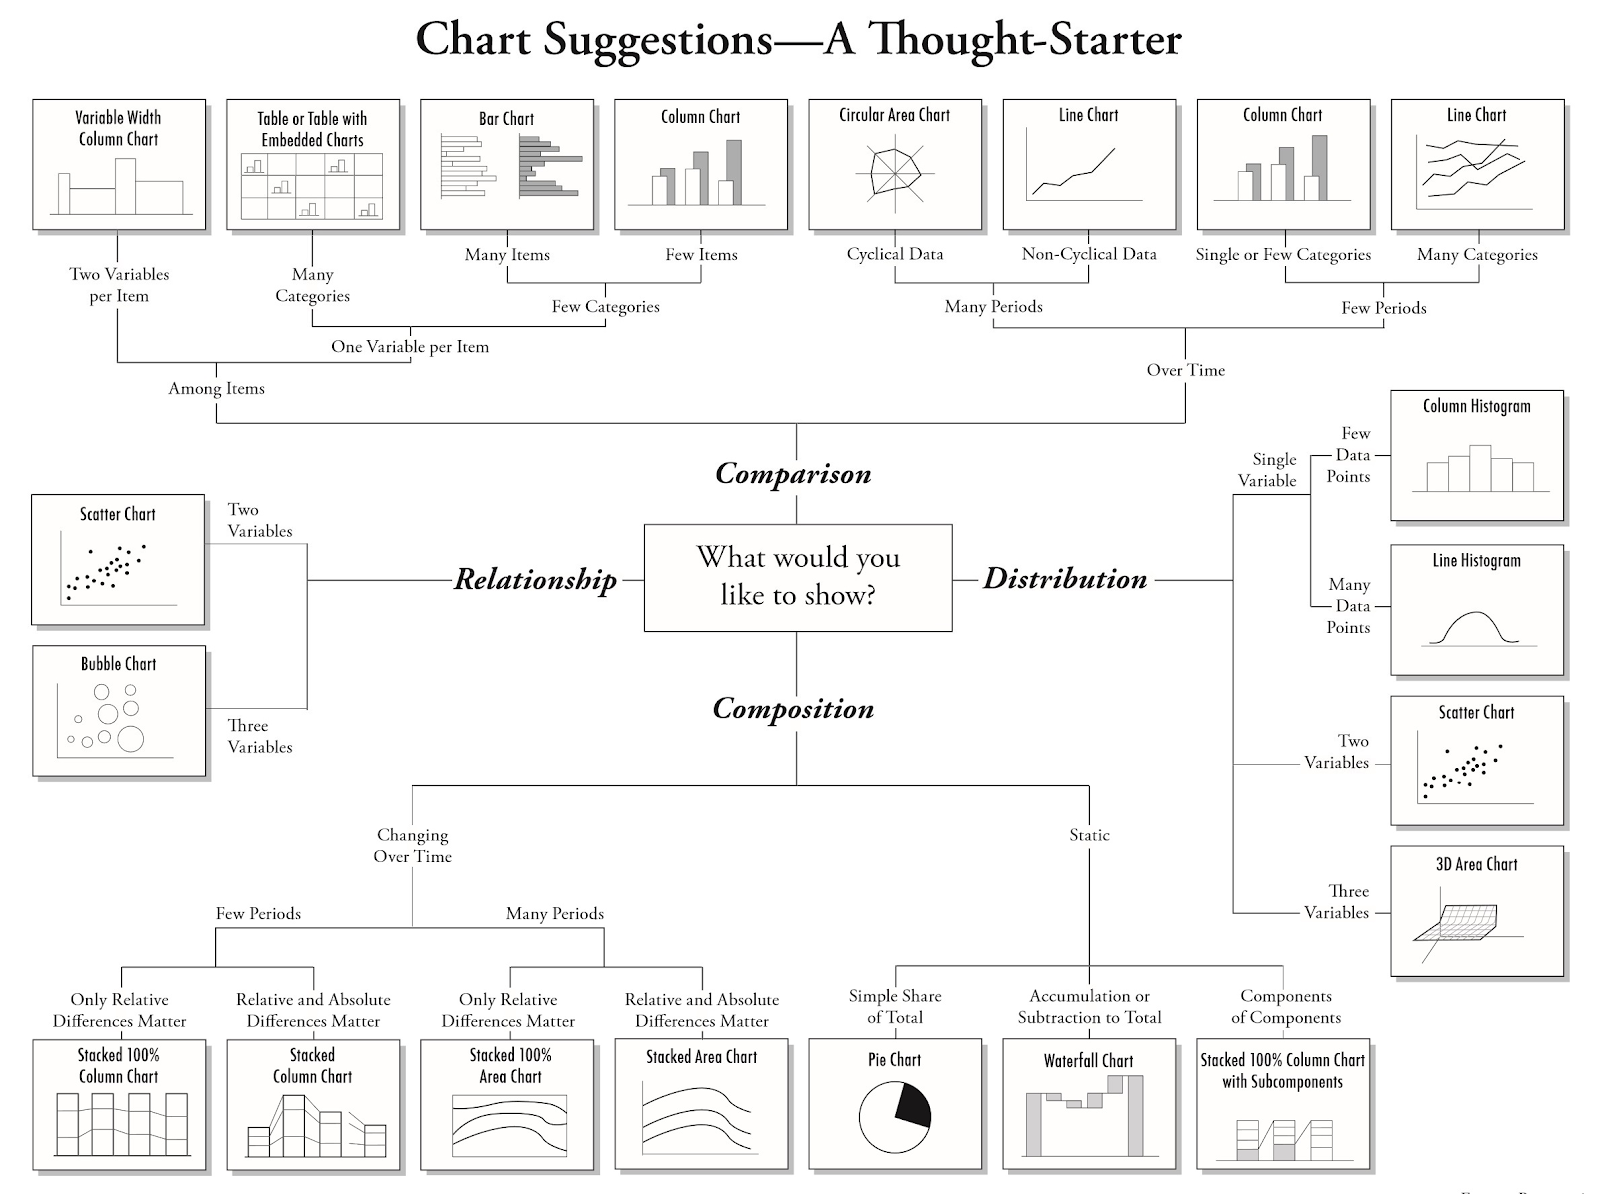 Chart Suggestions—A Thought-Starter
Variable Width
Column Chart
Table or Table with
Embedded Charts
Bar Chart
Column Chart
Circular Area Chart
Line Chart
Column Chart
Line Chart
Two Variables
per Item
Many
Categories
Many Items
Few Items
Cyclical Data
Non-Cyclical Data
Single or Few Categories
Many Categories
Few Categories
Many Periods
Few Periods
One Variable per Item
Among Items
Over Time
Comparison
What would you
like to show?
Relationship
Two
Variables
Scatter Chart
Bubble Chart
Three
Variables
Distribution
Single
Variable
Few
Data
Points
Column Histogram
Many
Data
Points
Line Histogram
Two
Variables
Scatter Chart
Three
Variables
3D Area Chart
Composition
Changing
Over Time
Static
Few Periods
Many Periods
Only Relative
Differences Matter
Relative and Absolute
Differences Matter
Only Relative
Differences Matter
Relative and Absolute
Differences Matter
Simple Share
of Total
Accumulation or
Subtraction to Total
Components
of Components
Stacked 100%
Column Chart
Stacked
Column Chart
Stacked 100%
Area Chart
Stacked Area Chart
Pie Chart
Waterfall Chart
Stacked 100% Column Chart
with Subcomponents